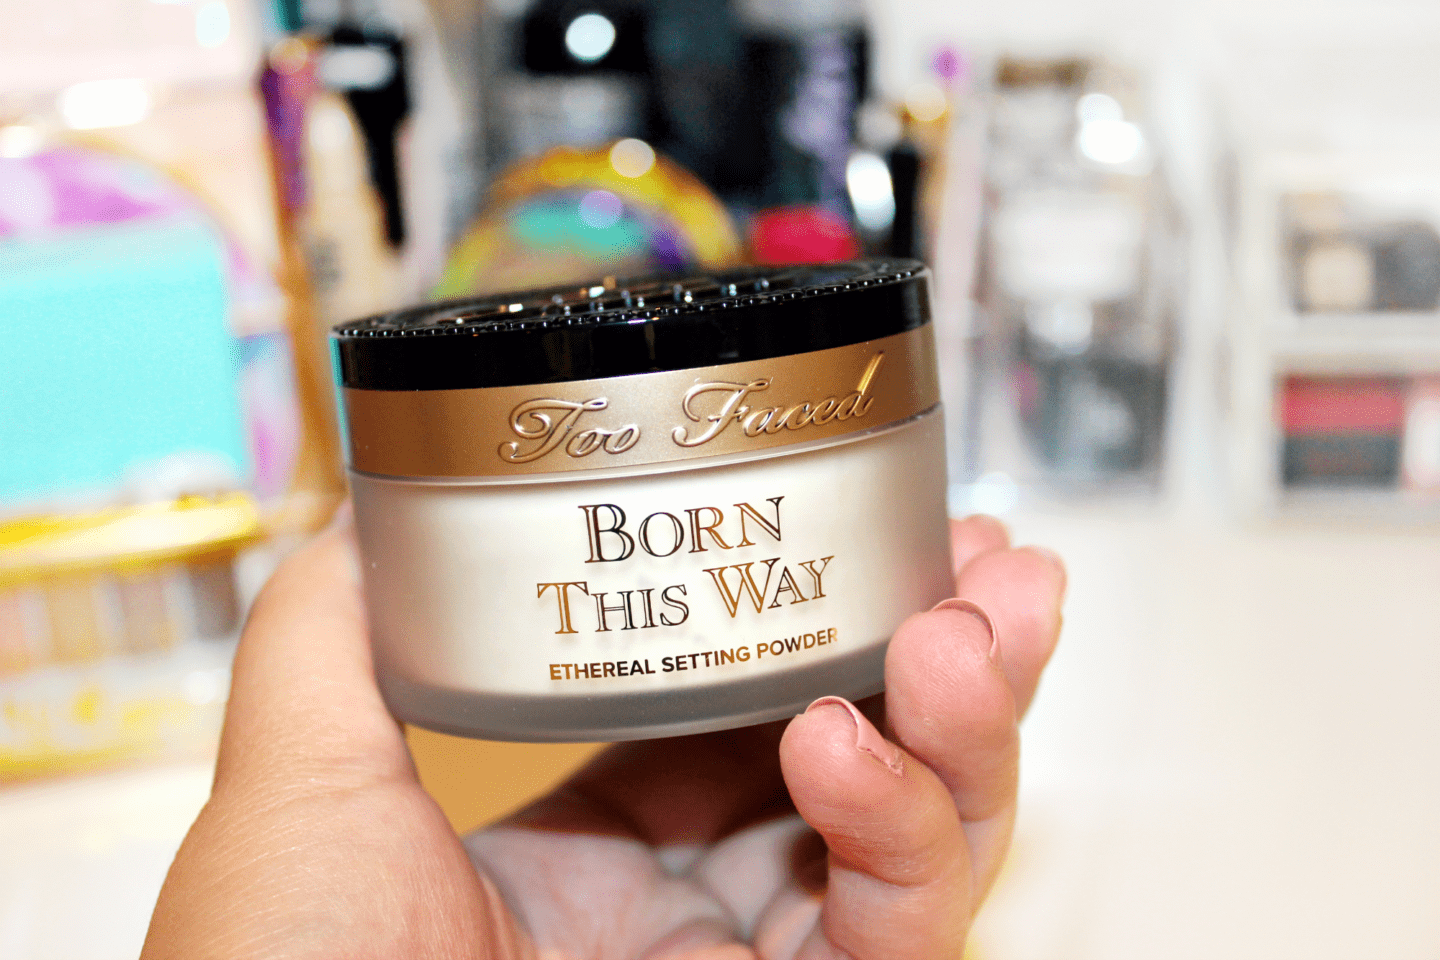 Too Faced
BORN
THIS WAY
ETHEREAL SETTING POWDER